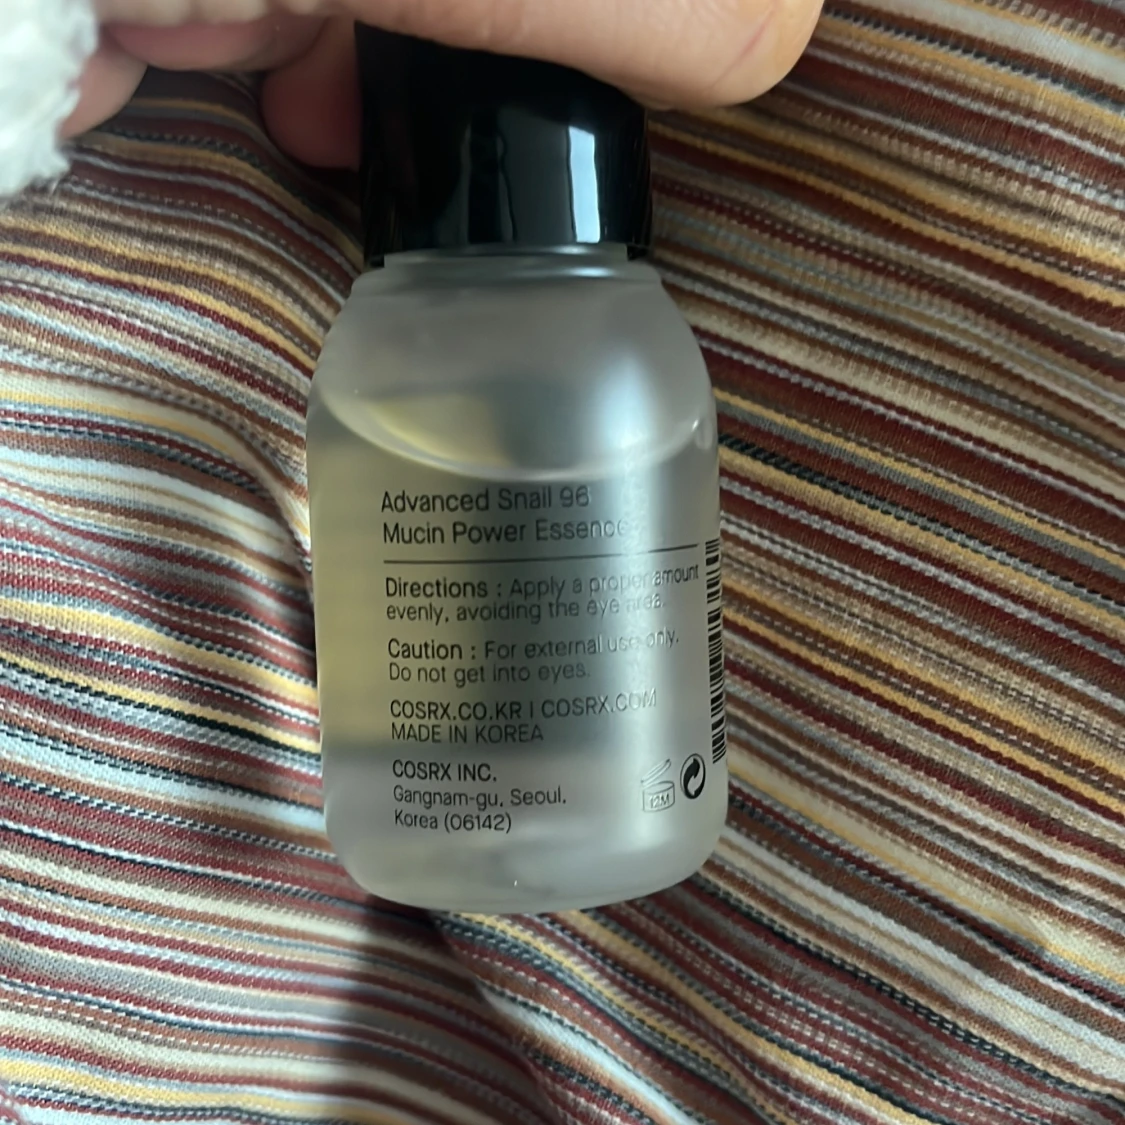 Advanced Snail 96
Mucin Power Essence
Directions : Apply a proper amount
evenly, avoiding the eye area.
Caution : For external use only.
Do not get into eyes.
COSRX.CO.KR I COSRX.COM
MADE IN KOREA
COSRX INC.
Gangnam-gu, Seoul,
Korea (06142)
12M